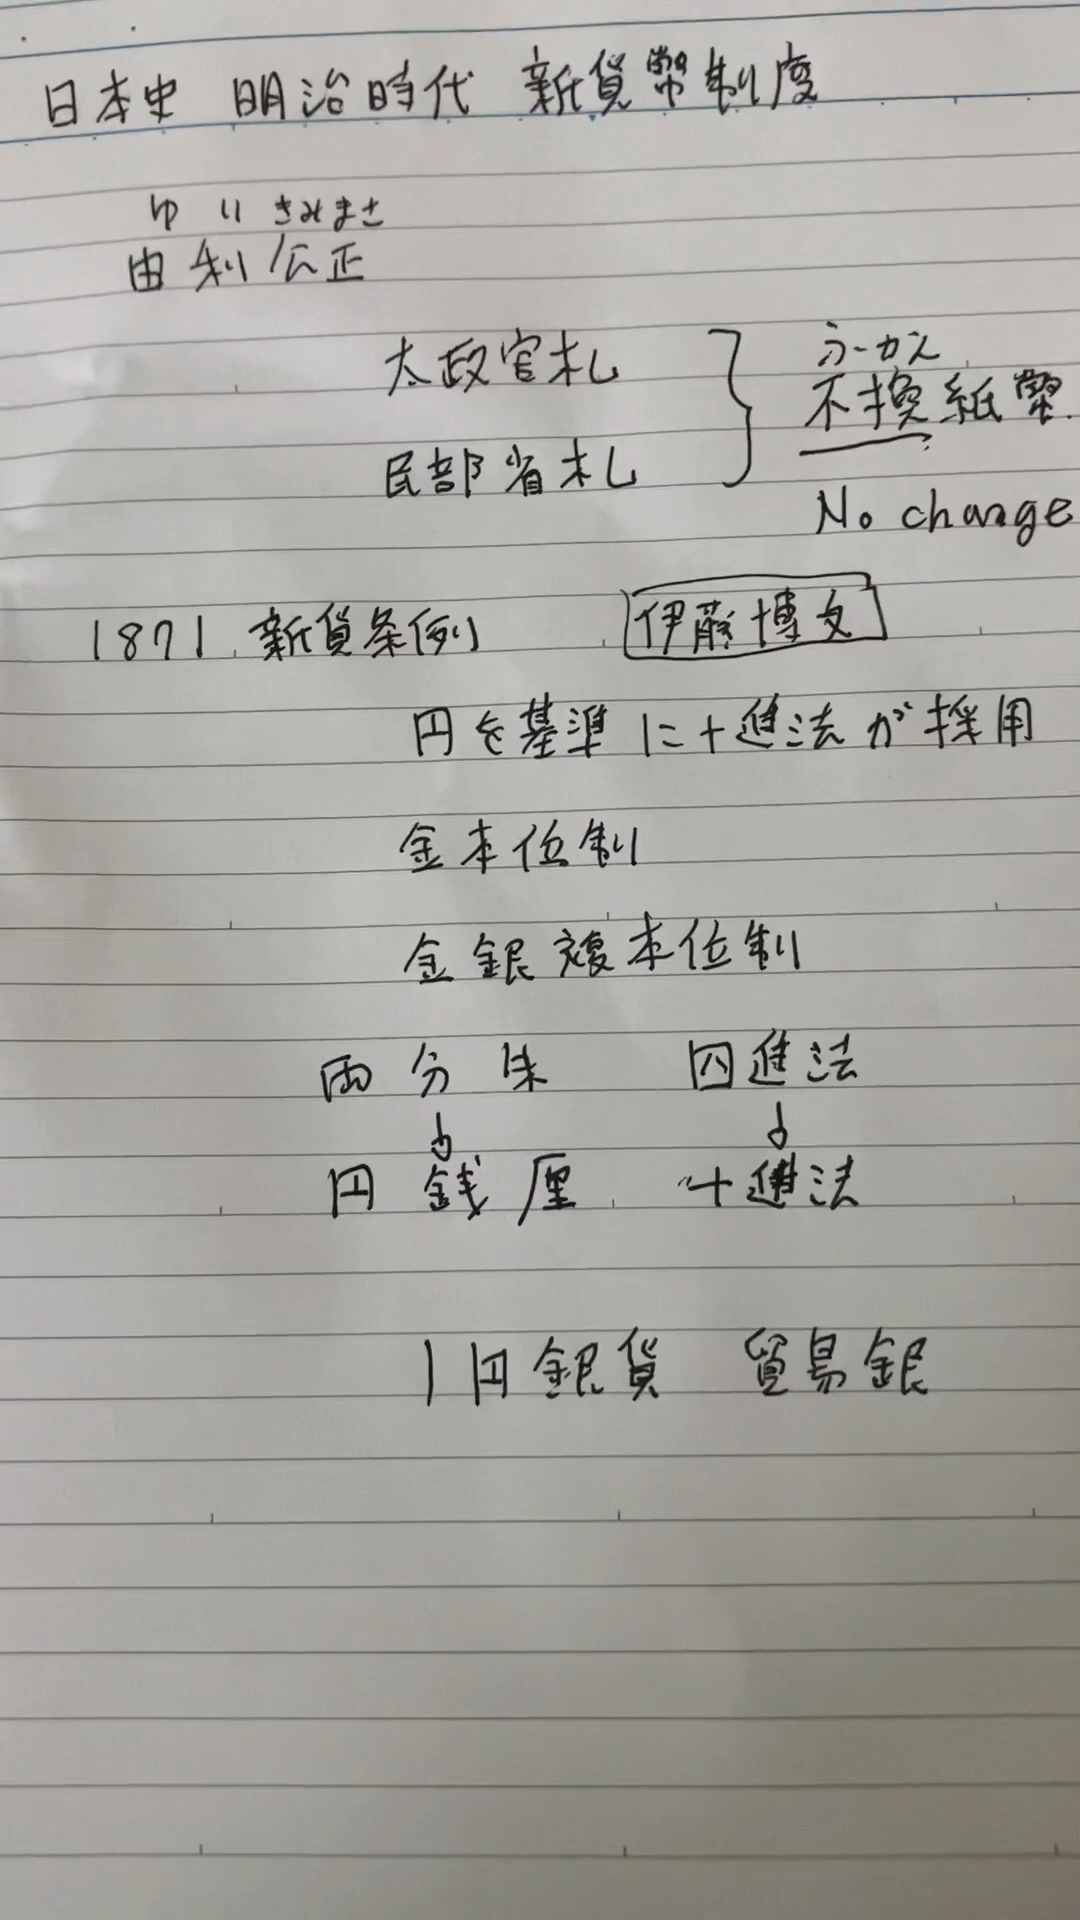 日本史 明治時代 新貨幣制度
ゆり きみまさ
由利公正
太政官札
ふーかん
不換紙幣
民部省札
No change
1871 新貨条例 伊藤博文
円を基準に十進法が採用
金本位制
金銀複本位制
両 分 朱 四進法
円 銭 厘 十進法
1円銀貨 貿易銀